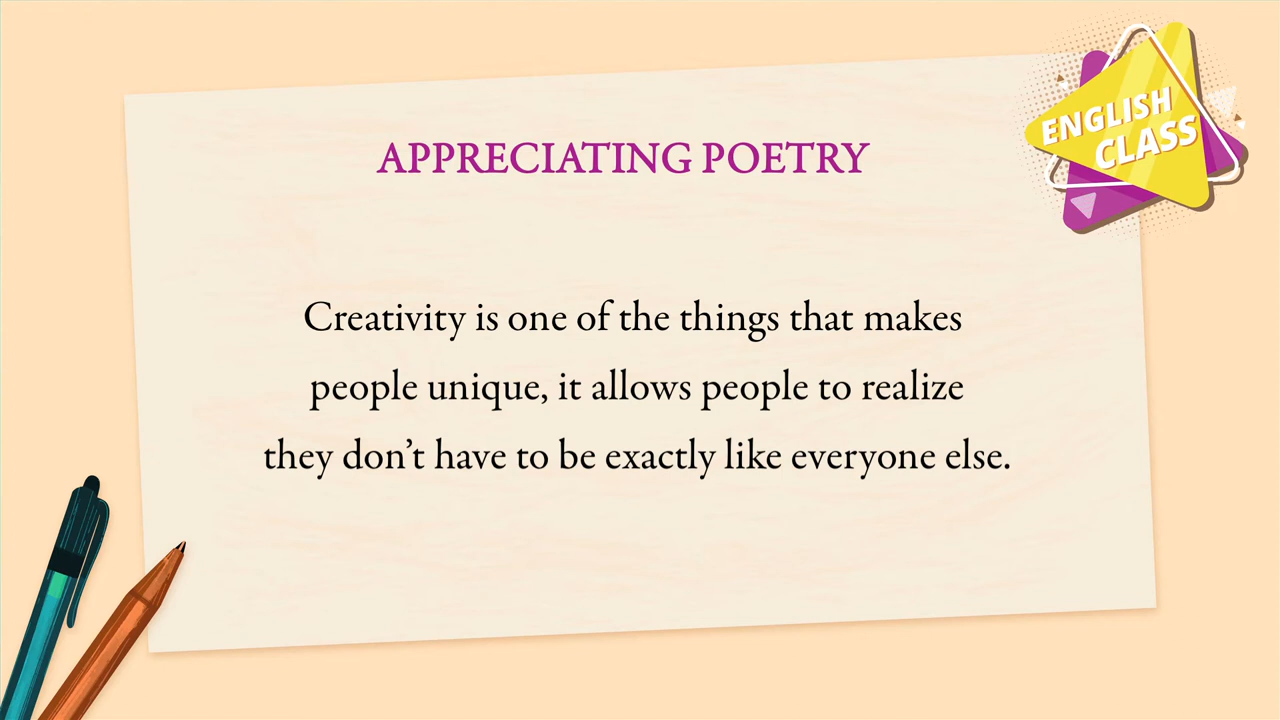 ENGLISH
CLASS
APPRECIATING POETRY
Creativity is one of the things that makes
people unique, it allows people to realize
they don’t have to be exactly like everyone else.